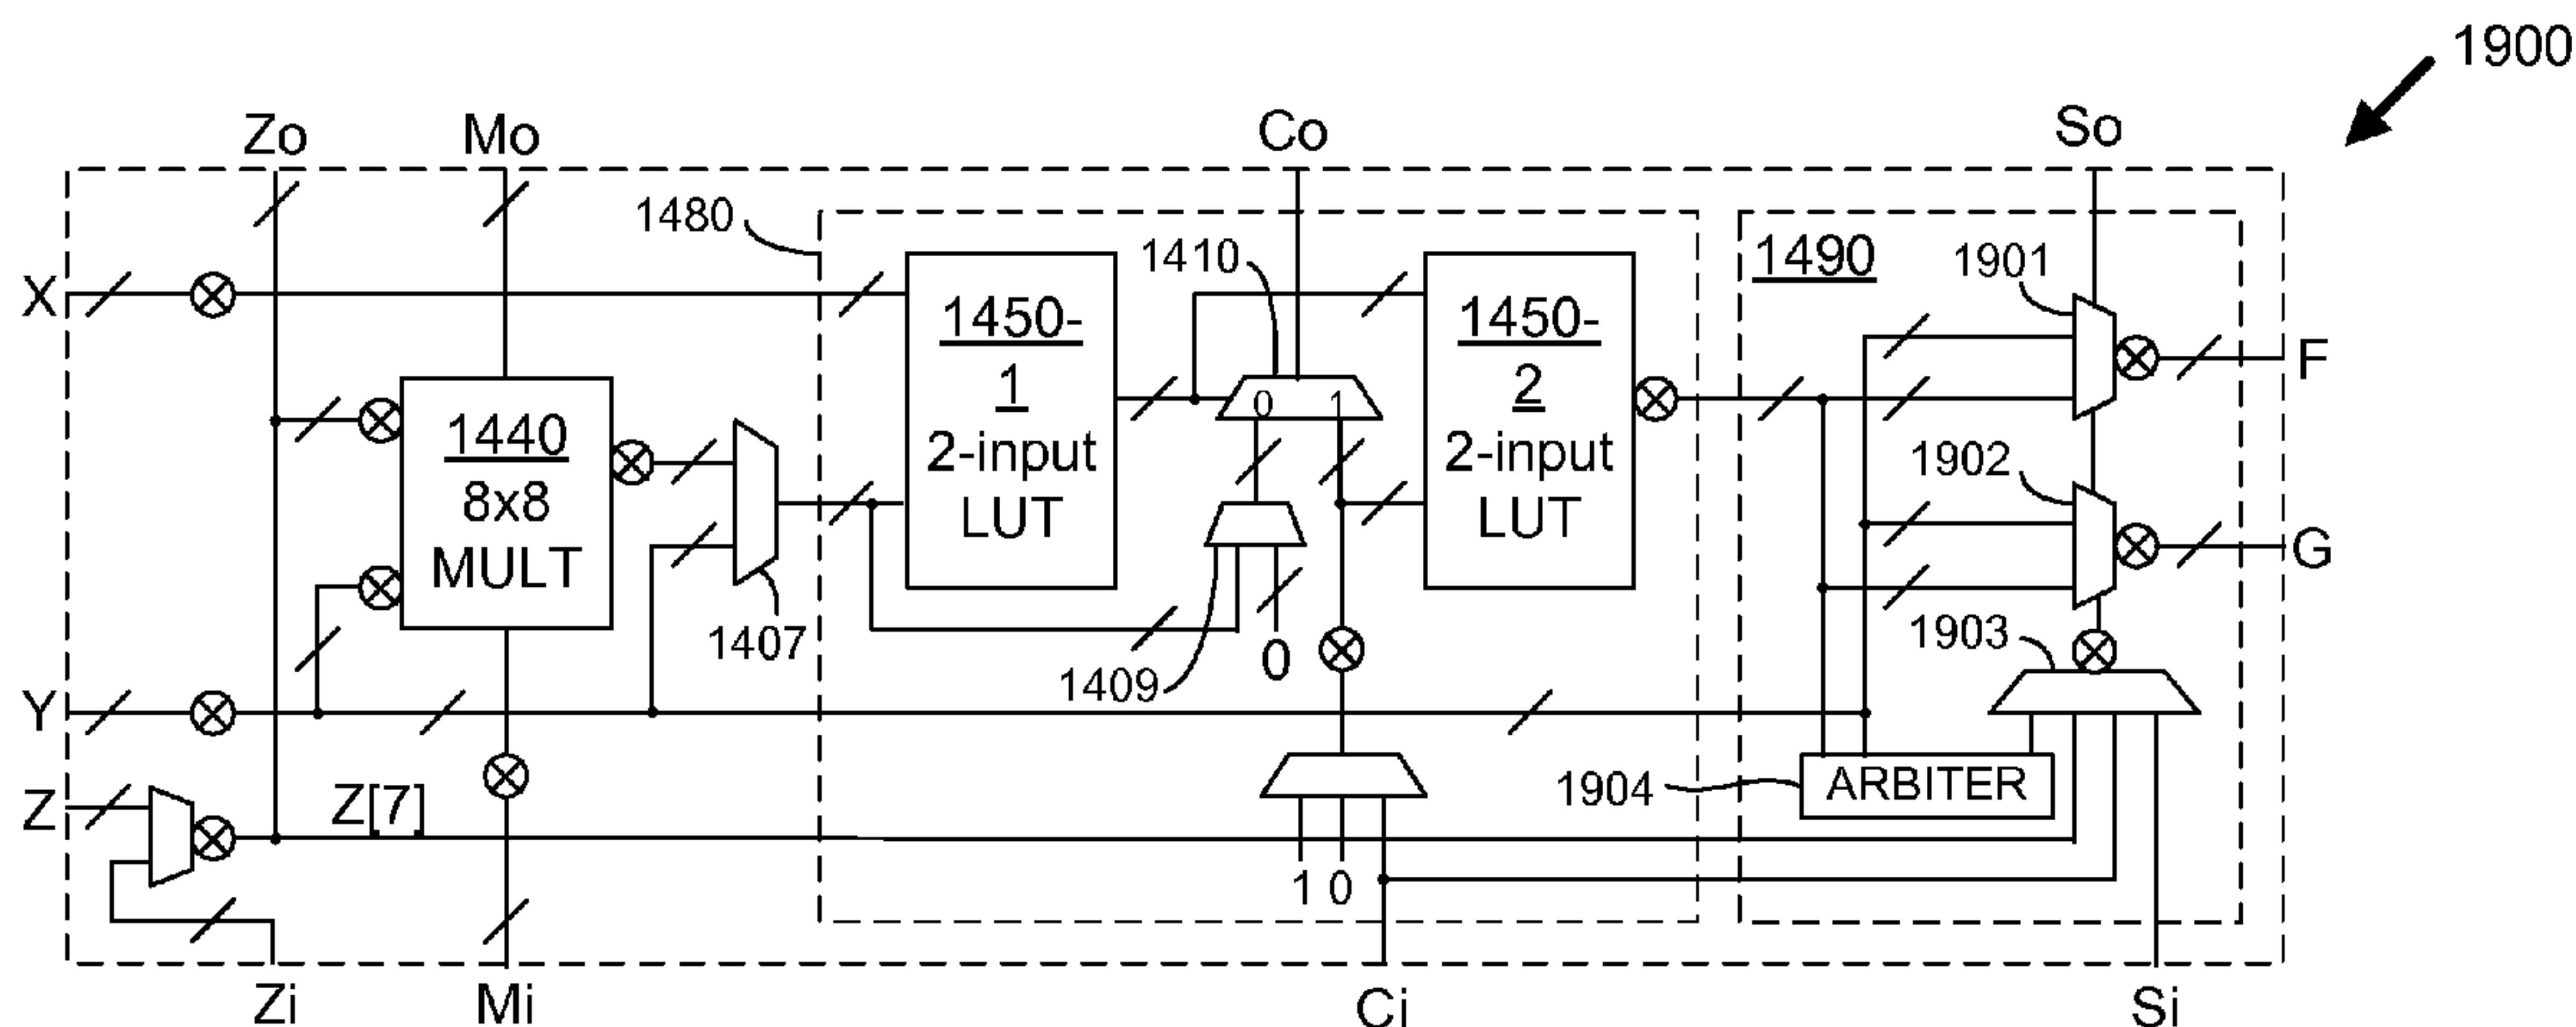 1900
Zo
Mo
Co
So
1480
1410
1490
1901
X
1450-
1
2-input
LUT
0
1
1450-
2
2-input
LUT
F
1440
8x8
MULT
1902
G
1407
1409
0
1903
Y
Z
Z[7]
1904
ARBITER
1 0
Zi
Mi
Ci
Si